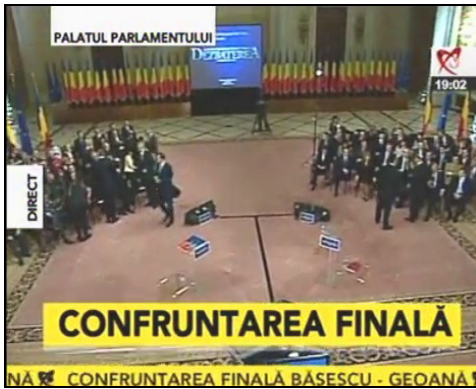 PALATUL PARLAMENTULUI
DEZBATEREA
19:02
DIRECT
CONFRUNTAREA FINALĂ
NĂ CONFRUNTAREA FINALĂ BĂSESCU - GEOANĂ